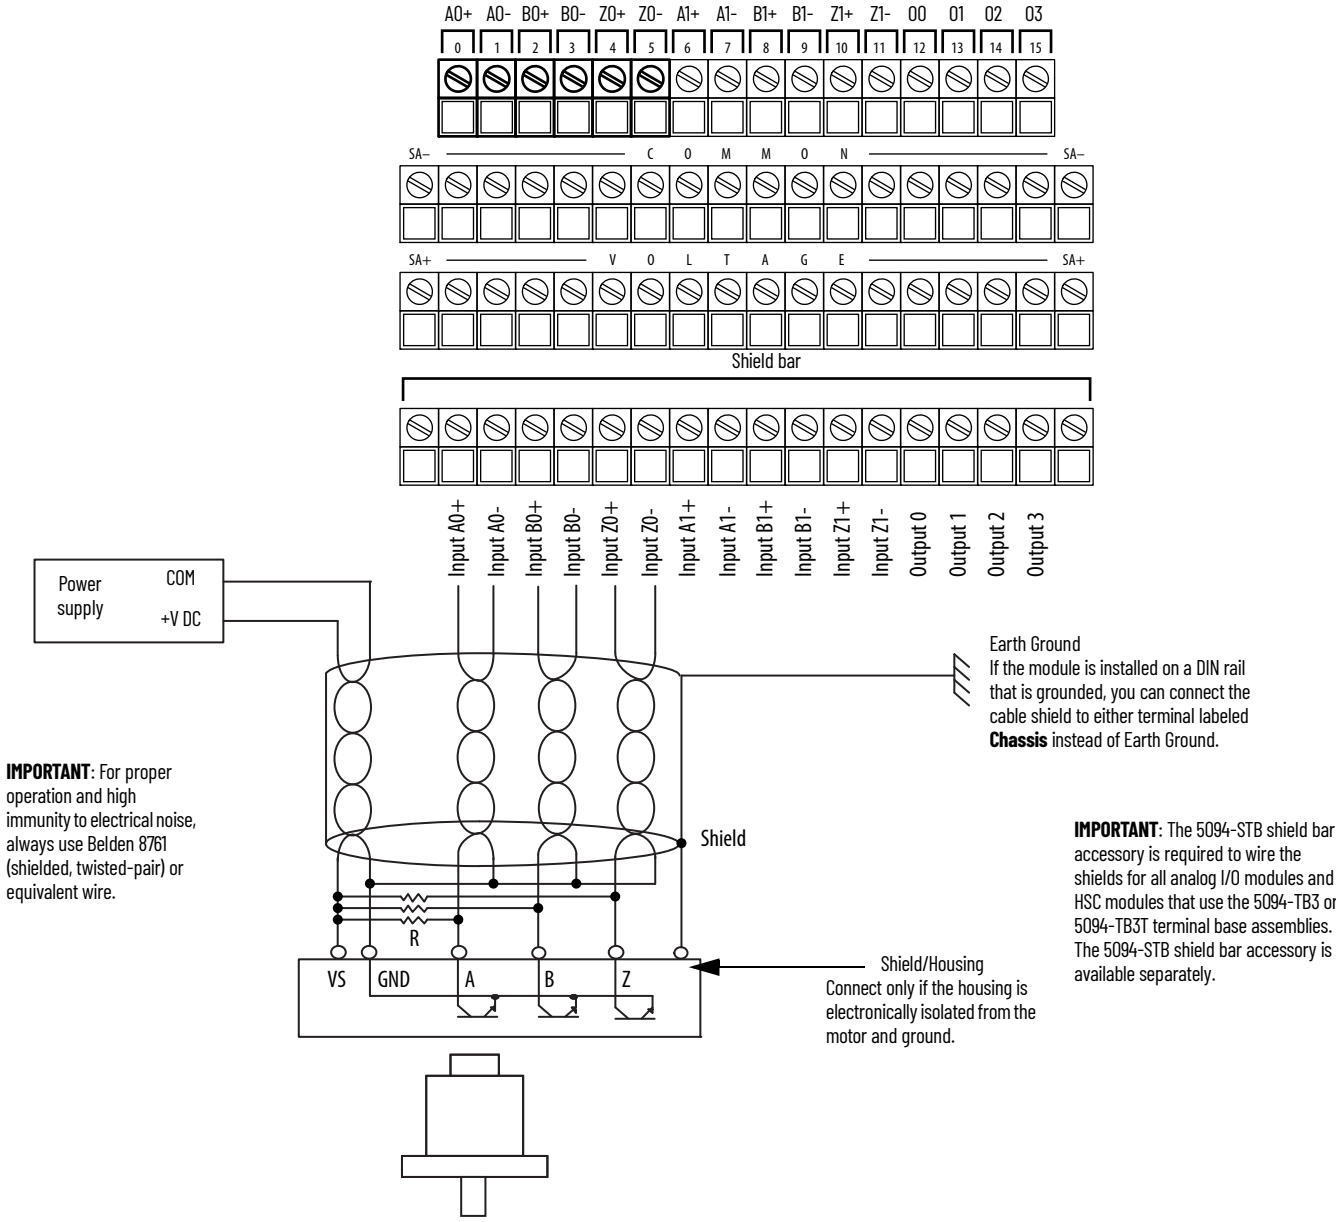 A0+ A0- B0+ B0- Z0+ Z0- A1+ A1- B1+ B1- Z1+ Z1- 00 01 02 03
0 1 2 3 4 5 6 7 8 9 10 11 12 13 14 15
SA– C O M M O N SA–
SA+ V O L T A G E SA+
Shield bar
Input A0+
Input A0-
Input B0+
Input B0-
Input Z0+
Input Z0-
Input A1+
Input A1-
Input B1+
Input B1-
Input Z1+
Input Z1-
Output 0
Output 1
Output 2
Output 3
Power
supply
COM
+V DC
Earth Ground
If the module is installed on a DIN rail
that is grounded, you can connect the
cable shield to either terminal labeled
Chassis instead of Earth Ground.
IMPORTANT: For proper
operation and high
immunity to electrical noise,
always use Belden 8761
(shielded, twisted-pair) or
equivalent wire.
Shield
IMPORTANT: The 5094-STB shield bar
accessory is required to wire the
shields for all analog I/O modules and
HSC modules that use the 5094-TB3 or
5094-TB3T terminal base assemblies.
The 5094-STB shield bar accessory is
available separately.
R
VS GND A B Z
Shield/Housing
Connect only if the housing is
electronically isolated from the
motor and ground.